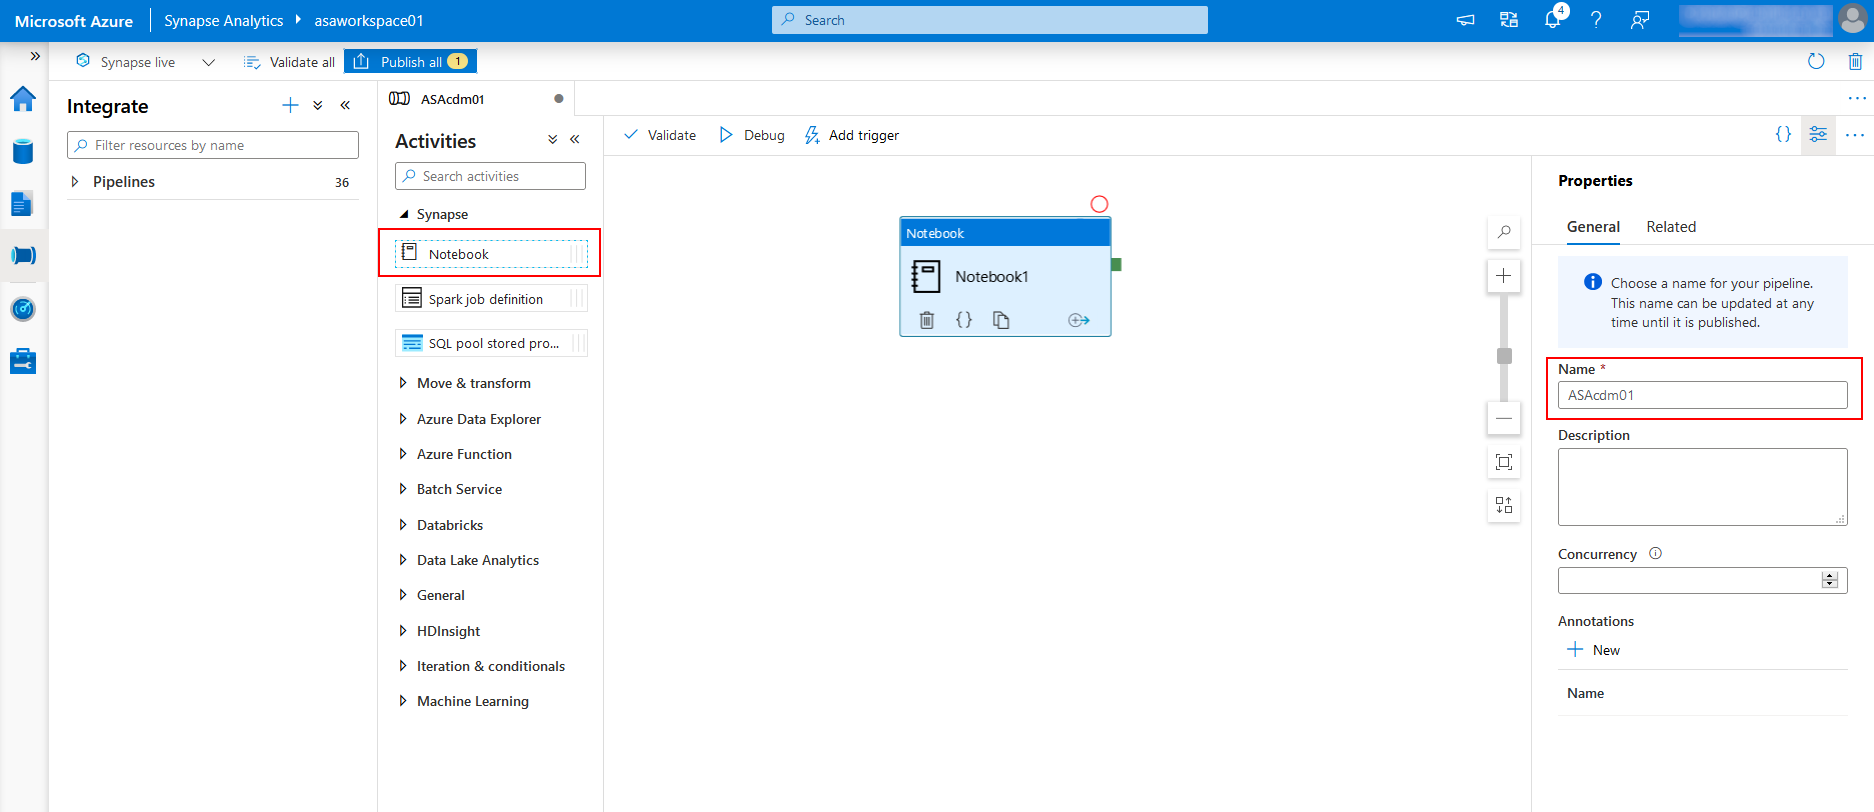 Microsoft Azure
Synapse Analytics
asaworkspace01
Search
4
Synapse live
Validate all
Publish all
1
Integrate
Filter resources by name
Pipelines
36
ASAcdm01
Activities
Search activities
Synapse
Notebook
Spark job definition
SQL pool stored pro...
Move & transform
Azure Data Explorer
Azure Function
Batch Service
Databricks
Data Lake Analytics
General
HDInsight
Iteration & conditionals
Machine Learning
Validate
Debug
Add trigger
Notebook
Notebook1
Properties
General
Related
Choose a name for your pipeline.
This name can be updated at any
time until it is published.
Name *
ASAcdm01
Description
Concurrency
Annotations
New
Name